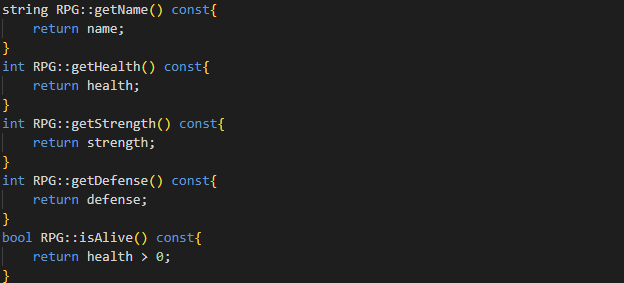 string RPG::getName() const{
    return name;
}
int RPG::getHealth() const{
    return health;
}
int RPG::getStrength() const{
    return strength;
}
int RPG::getDefense() const{
    return defense;
}
bool RPG::isAlive() const{
    return health > 0;
}